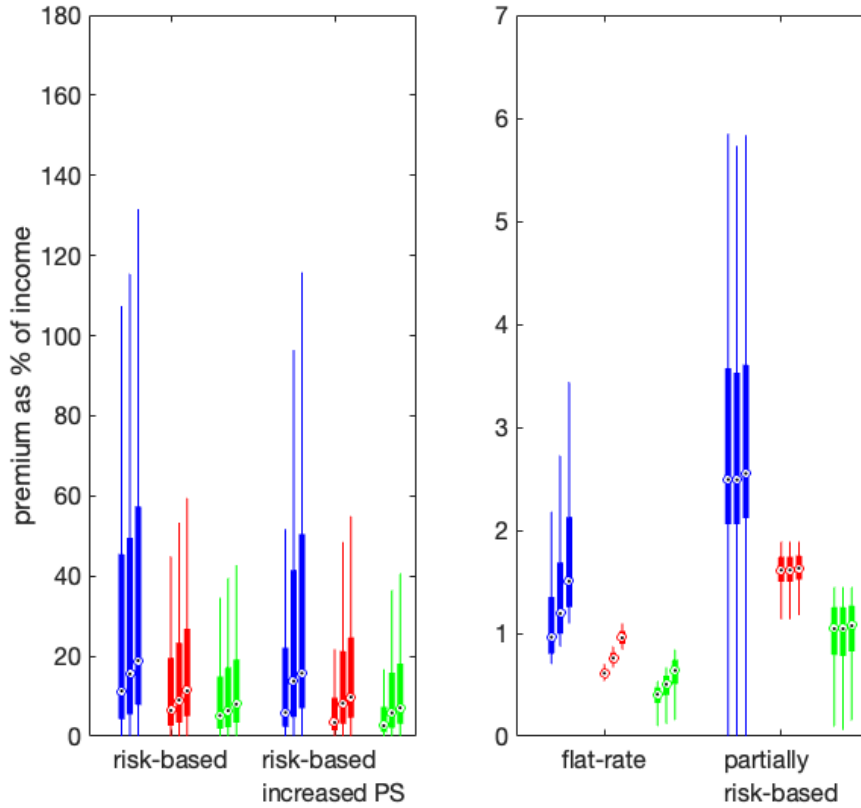 premium as % of income
180
160
140
120
100
80
60
40
20
0
risk-based
risk-based
increased PS
7
6
5
4
3
2
1
0
flat-rate
partially
risk-based